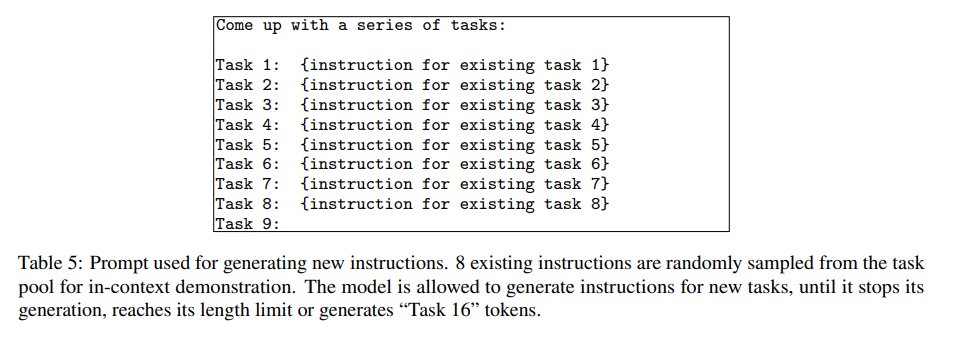 Come up with a series of tasks:
Task 1: {instruction for existing task 1}
Task 2: {instruction for existing task 2}
Task 3: {instruction for existing task 3}
Task 4: {instruction for existing task 4}
Task 5: {instruction for existing task 5}
Task 6: {instruction for existing task 6}
Task 7: {instruction for existing task 7}
Task 8: {instruction for existing task 8}
Task 9:
Table 5: Prompt used for generating new instructions. 8 existing instructions are randomly sampled from the task
pool for in-context demonstration. The model is allowed to generate instructions for new tasks, until it stops its
generation, reaches its length limit or generates “Task 16” tokens.